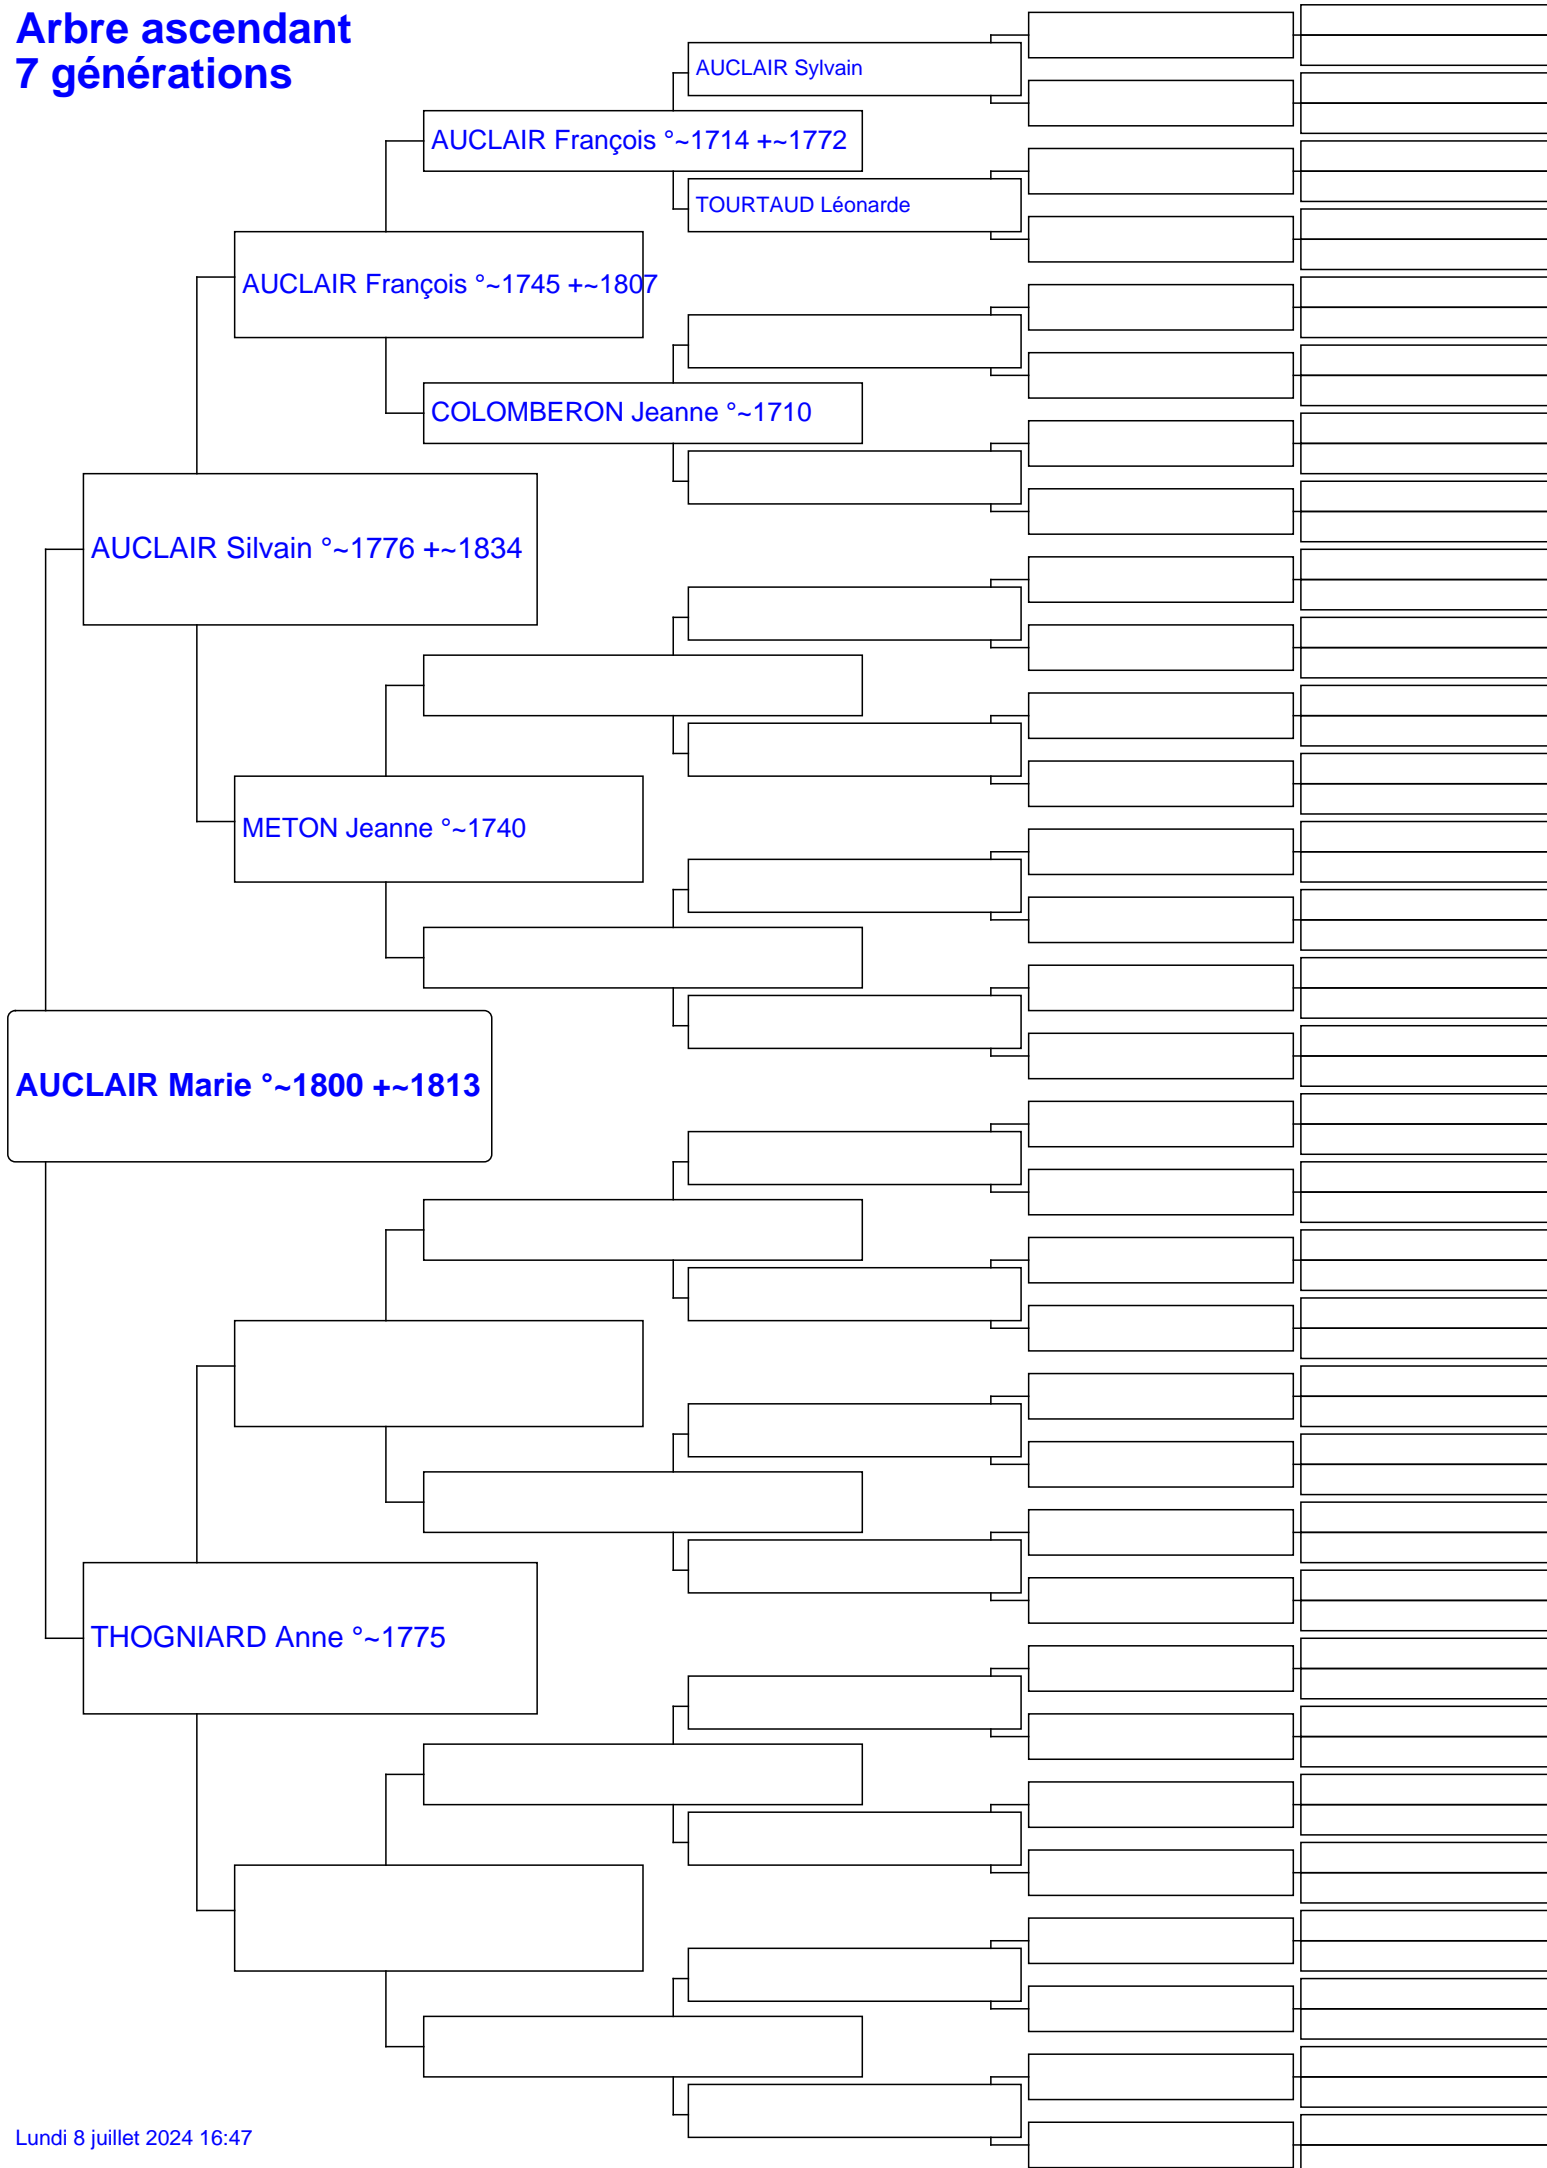 Arbre ascendant
7 générations
AUCLAIR Sylvain
AUCLAIR François °~1714 +~1772
TOURTAUD Léonarde
AUCLAIR François °~1745 +~1807
COLOMBERON Jeanne °~1710
AUCLAIR Silvain °~1776 +~1834
METON Jeanne °~1740
AUCLAIR Marie °~1800 +~1813
THOGNIARD Anne °~1775
Lundi 8 juillet 2024 16:47